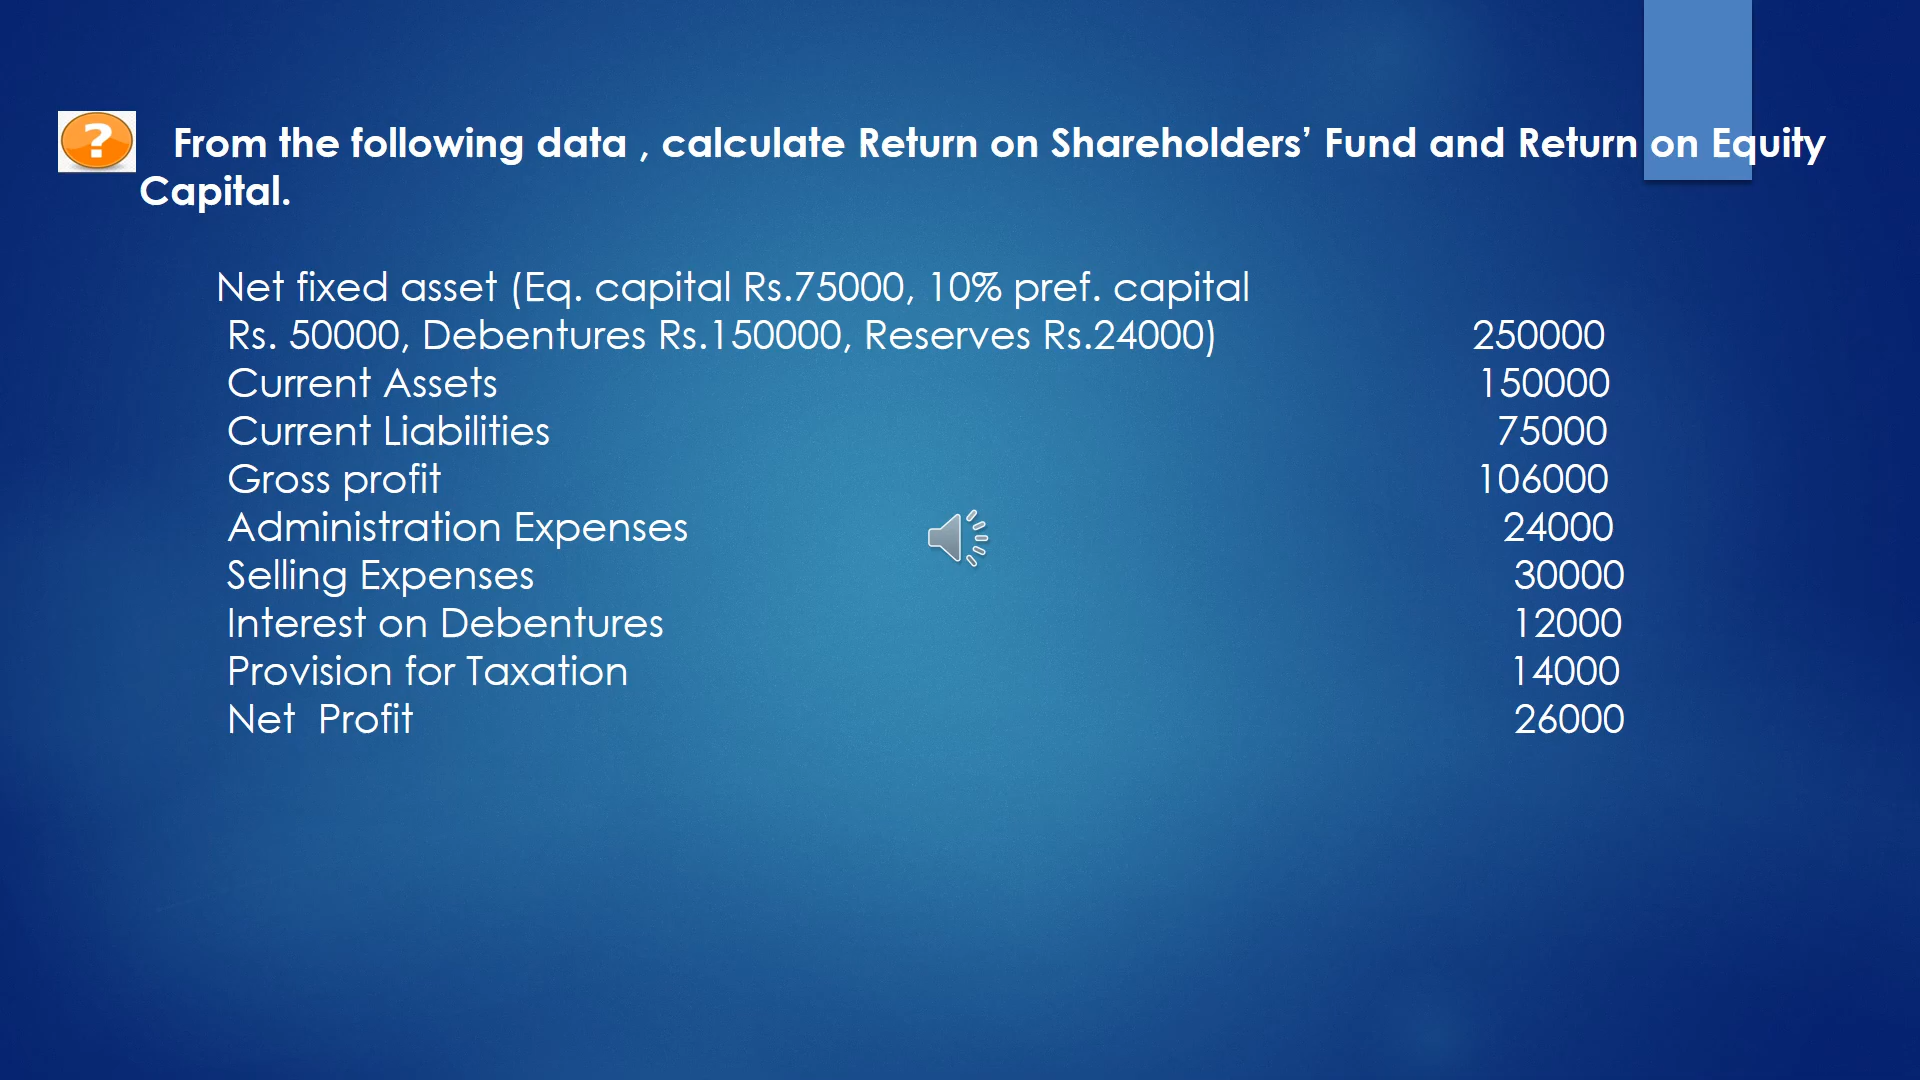 ?
From the following data , calculate Return on Shareholders’ Fund and Return on Equity
Capital.
Net fixed asset (Eq. capital Rs.75000, 10% pref. capital
Rs. 50000, Debentures Rs.150000, Reserves Rs.24000) 250000
Current Assets 150000
Current Liabilities 75000
Gross profit 106000
Administration Expenses 24000
Selling Expenses 30000
Interest on Debentures 12000
Provision for Taxation 14000
Net Profit 26000